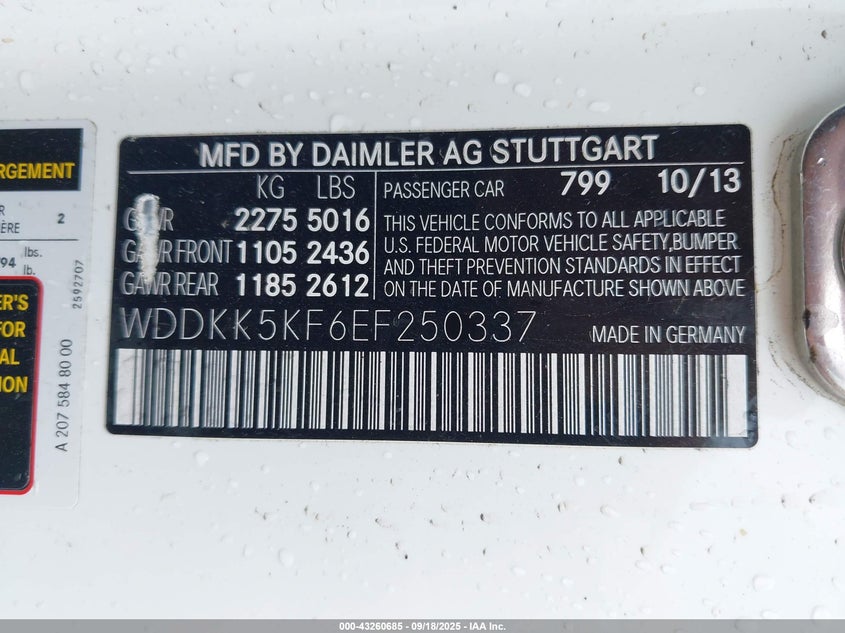 MFD BY DAIMLER AG STUTTGART
KG LBS
GVWR 2275 5016
GAWR FRONT 1105 2436
GAWR REAR 1185 2612
PASSENGER CAR 799 10/13
THIS VEHICLE CONFORMS TO ALL APPLICABLE
U.S. FEDERAL MOTOR VEHICLE SAFETY,BUMPER
AND THEFT PREVENTION STANDARDS IN EFFECT
ON THE DATE OF MANUFACTURE SHOWN ABOVE
WDDKK5KF6EF250337 MADE IN GERMANY
2
lbs.
lb.
94
FOR
2592707
A 207 584 80 00
000-43260685 - 09/18/2025 - IAA Inc.